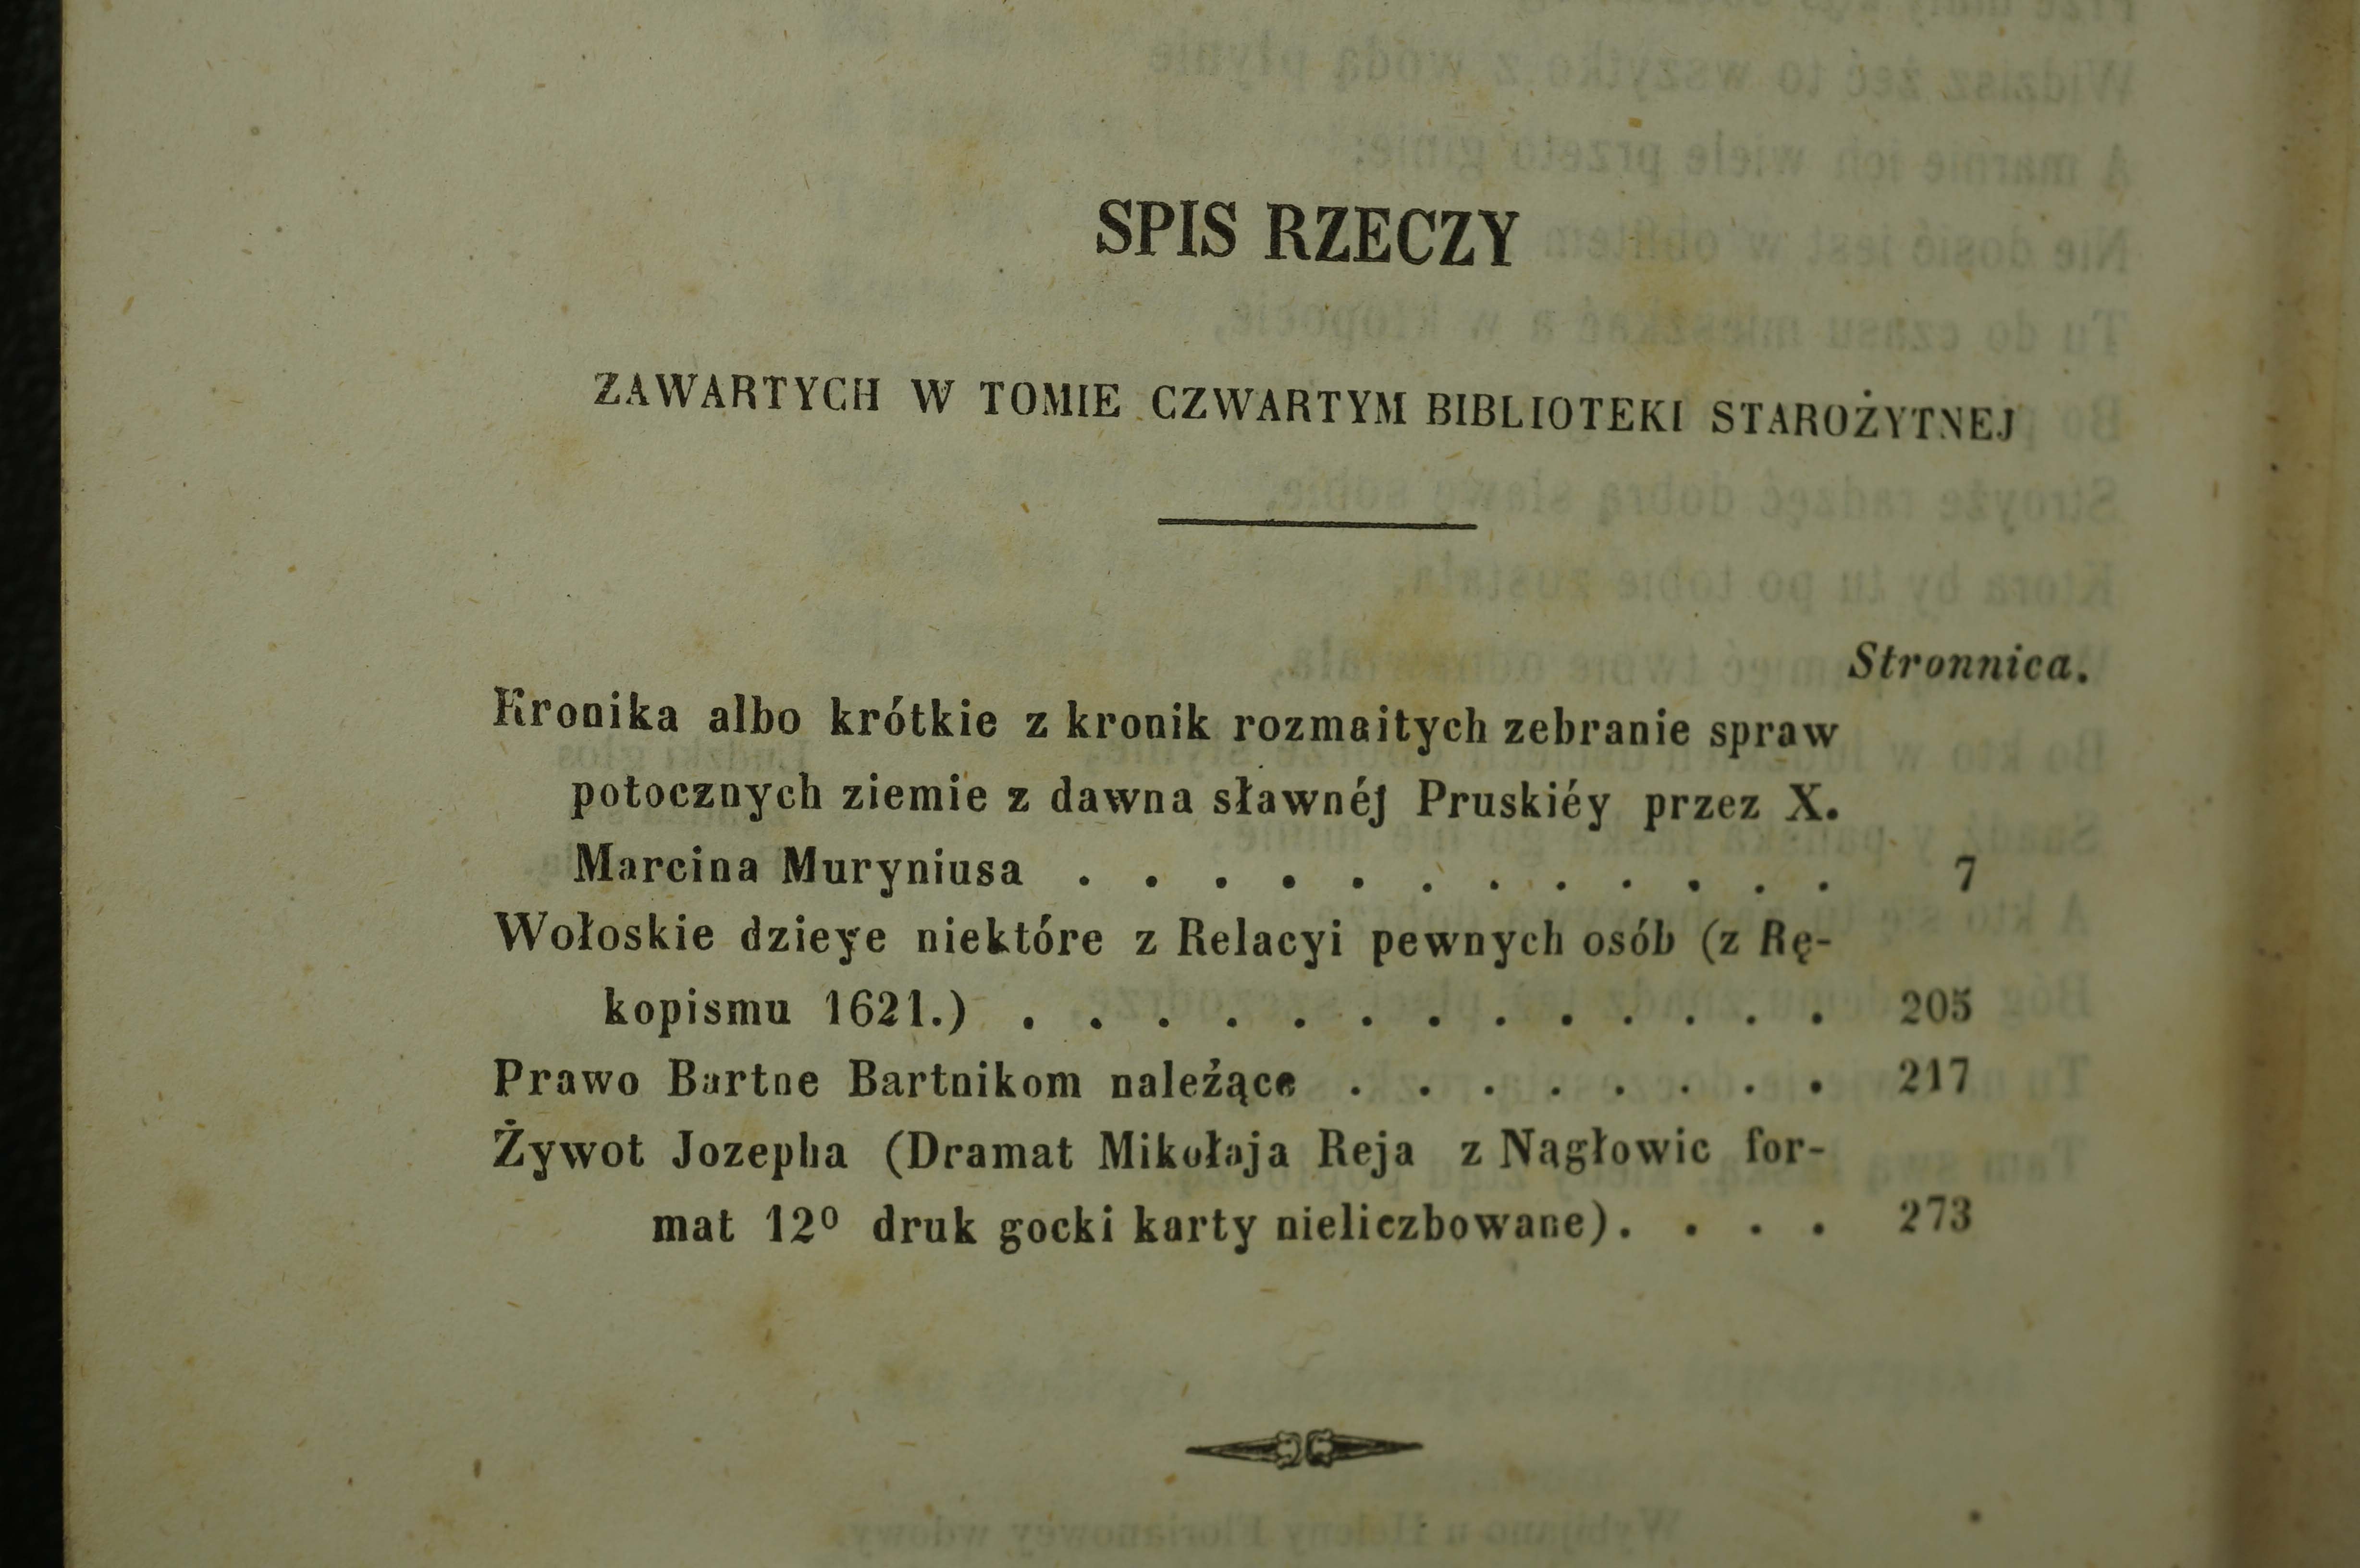 SPIS RZECZY
ZAWARTYCH W TOMIE CZWARTYM BIBLIOTEKI STAROŻYTNEJ
Stronnica.
Kronika albo krótkie z kronik rozmaitych zebranie spraw
potocznych ziemie z dawna sławnéj Pruskiéy przez X.
Marcina Muryniusa . . . . . . . . . . . . 7
Wołoskie dzieye niektóre z Relacyi pewnych osób (z Rę-
kopismu 1621.) . . . . . . . . . . . . . 205
Prawo Bartne Bartnikom należące . . . . . . . . 217
Żywot Jozepha (Dramat Mikołaja Reja z Nagłowic for-
mat 12º druk gocki karty nieliczbowane). . . . 273